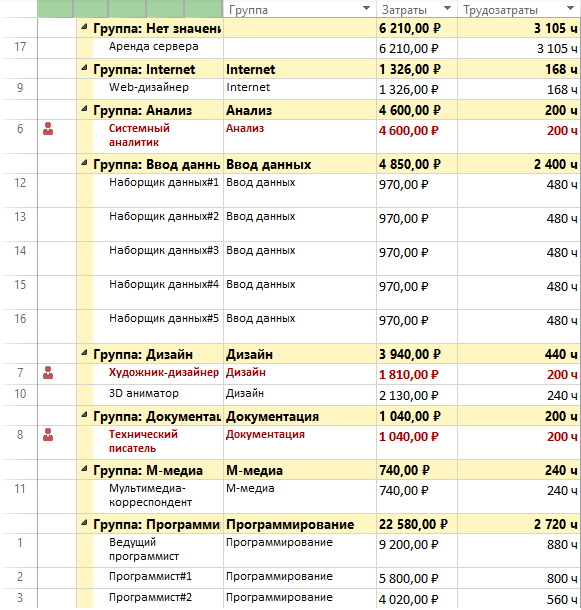 Группа Затраты Трудозатраты
Группа: Нет значени 6 210,00 ₽ 3 105 ч
17 Аренда сервера 6 210,00 ₽ 3 105 ч
Группа: Internet Internet 1 326,00 ₽ 168 ч
9 Web-дизайнер Internet 1 326,00 ₽ 168 ч
Группа: Анализ Анализ 4 600,00 ₽ 200 ч
6 Системный Анализ 4 600,00 ₽ 200 ч
аналитик
Группа: Ввод данны Ввод данных 4 850,00 ₽ 2 400 ч
12 Наборщик данных#1 Ввод данных 970,00 ₽ 480 ч
13 Наборщик данных#2 Ввод данных 970,00 ₽ 480 ч
14 Наборщик данных#3 Ввод данных 970,00 ₽ 480 ч
15 Наборщик данных#4 Ввод данных 970,00 ₽ 480 ч
16 Наборщик данных#5 Ввод данных 970,00 ₽ 480 ч
Группа: Дизайн Дизайн 3 940,00 ₽ 440 ч
7 Художник-дизайнер Дизайн 1 810,00 ₽ 200 ч
10 3D аниматор Дизайн 2 130,00 ₽ 240 ч
Группа: Документац Документация 1 040,00 ₽ 200 ч
8 Технический Документация 1 040,00 ₽ 200 ч
писатель
Группа: М-медиа М-медиа 740,00 ₽ 240 ч
11 Мультимедиа- М-медиа 740,00 ₽ 240 ч
корреспондент
Группа: Программи Программирование 22 580,00 ₽ 2 720 ч
1 Ведущий Программирование 9 200,00 ₽ 880 ч
программист
2 Программист#1 Программирование 5 800,00 ₽ 800 ч
3 Программист#2 Программирование 4 020,00 ₽ 560 ч